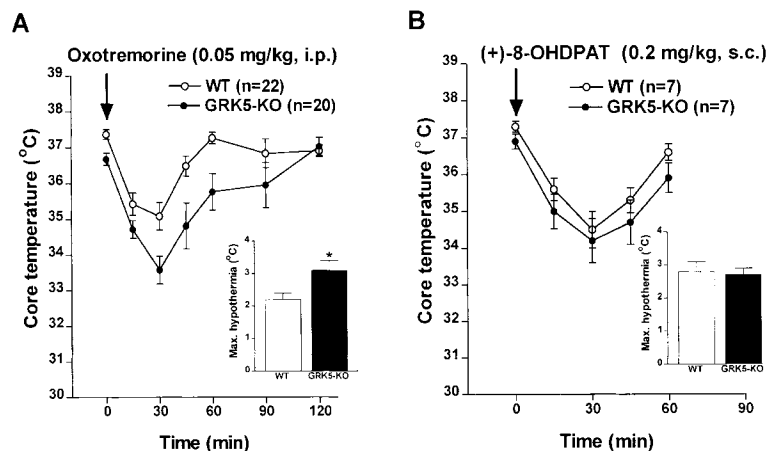 A
Oxotremorine (0.05 mg/kg, i.p.)
WT (n=22)
GRK5-KO (n=20)
Core temperature (°C)
39
38
37
36
35
34
33
32
31
30
0
30
60
90
120
Time (min)
Max. hypothermia (°C)
4
3
2
1
0
*
WT
GRK5-KO
B
(+)-8-OHDPAT (0.2 mg/kg, s.c.)
WT (n=7)
GRK5-KO (n=7)
Core temperature (°C)
39
38
37
36
35
34
33
32
31
30
0
30
60
90
Time (min)
Max. hypothermia (°C)
4
3
2
1
0
WT
GRK5-KO